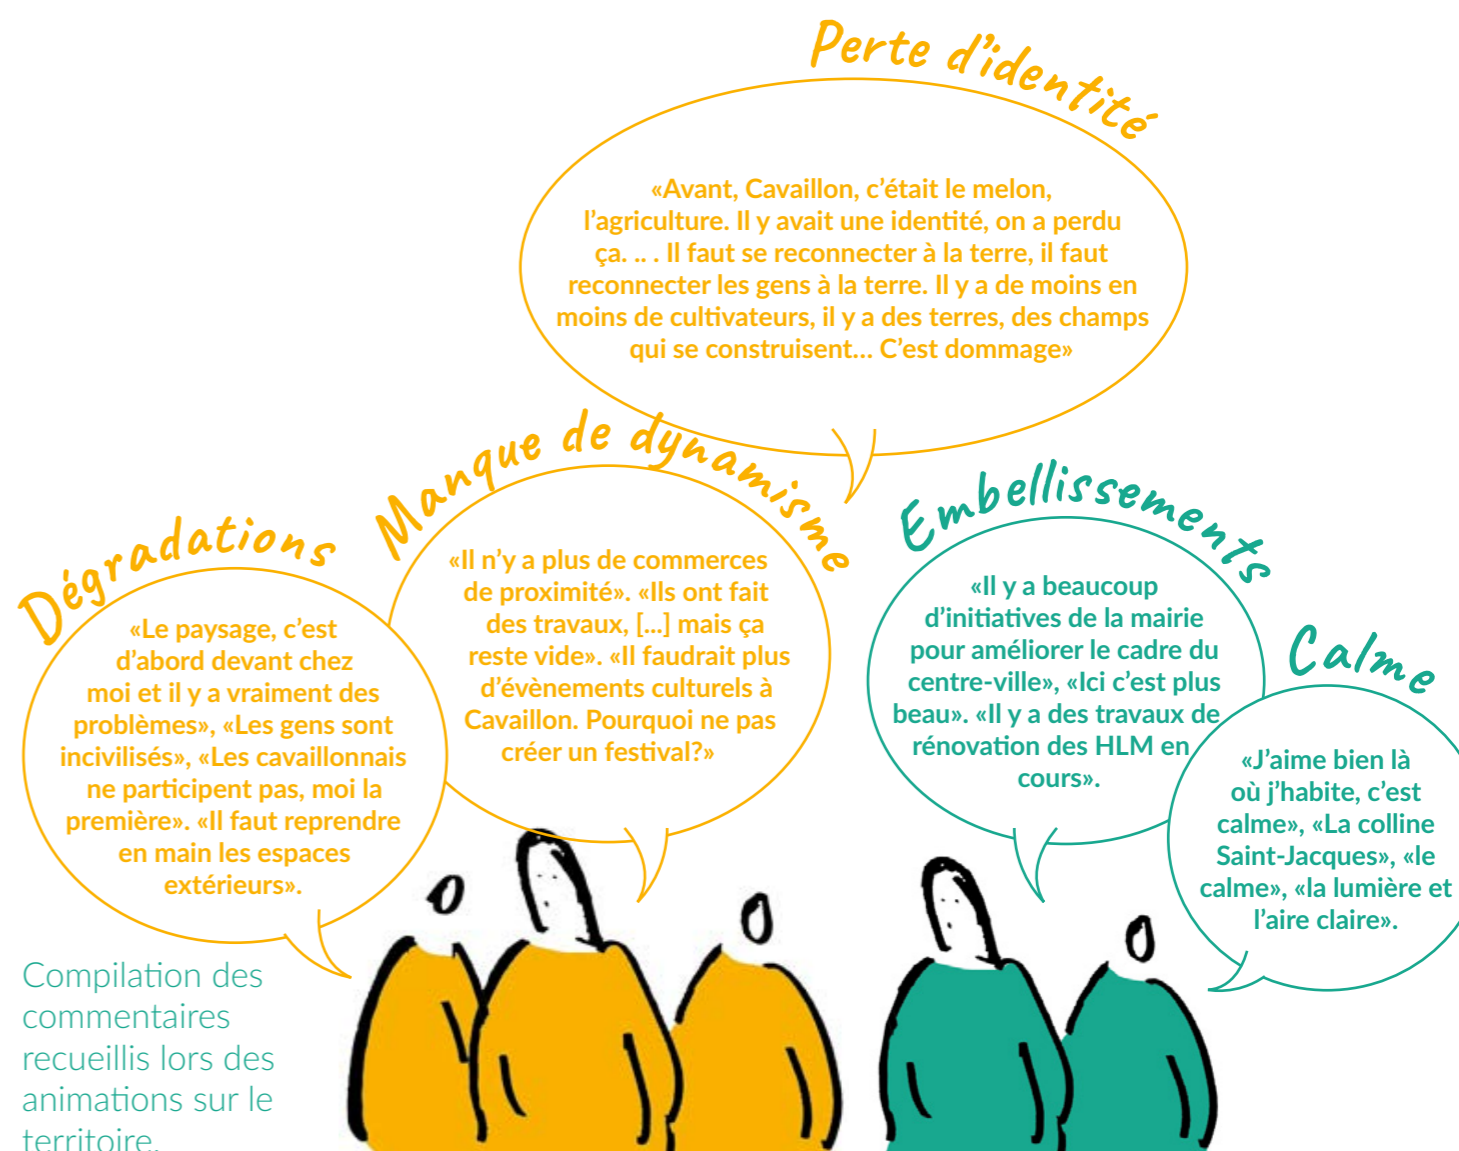 Perte d'identité
«Avant, Cavaillon, c'était le melon,
l'agriculture. Il y avait une identité, on a perdu
ça. .. . Il faut se reconnecter à la terre, il faut
reconnecter les gens à la terre. Il y a de moins en
moins de cultivateurs, il y a des terres, des champs
qui se construisent... C'est dommage»
Manque de dynamisme
«Il n'y a plus de commerces
de proximité». «Ils ont fait
des travaux, [...] mais ça
reste vide». «Il faudrait plus
d'évènements culturels à
Cavaillon. Pourquoi ne pas
créer un festival?»
Dégradations
«Le paysage, c'est
d'abord devant chez
moi et il y a vraiment des
problèmes», «Les gens sont
incivilisés», «Les cavaillonnais
ne participent pas, moi la
première». «Il faut reprendre
en main les espaces
extérieurs».
Embellissements
«Il y a beaucoup
d'initiatives de la mairie
pour améliorer le cadre du
centre-ville», «Ici c'est plus
beau». «Il y a des travaux de
rénovation des HLM en
cours».
Calme
«J'aime bien là
où j'habite, c'est
calme», «La colline
Saint-Jacques», «le
calme», «la lumière et
l'aire claire».
Compilation des
commentaires
recueillis lors des
animations sur le
territoire.